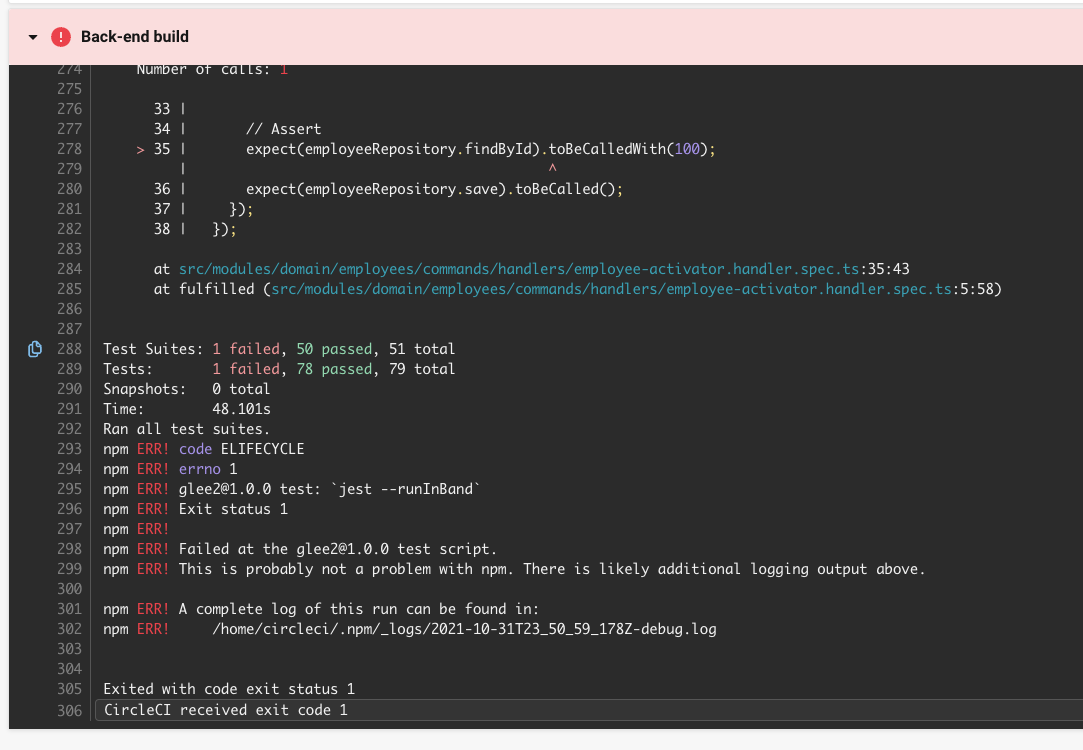 Back-end build
274 Number of calls: 1
275
276 33 |
277 34 | // Assert
278 > 35 | expect(employeeRepository.findById).toBeCalledWith(100);
279 | ^
280 36 | expect(employeeRepository.save).toBeCalled();
281 37 | });
282 38 | });
283
284 at src/modules/domain/employees/commands/handlers/employee-activator.handler.spec.ts:35:43
285 at fulfilled (src/modules/domain/employees/commands/handlers/employee-activator.handler.spec.ts:5:58)
286
287
288 Test Suites: 1 failed, 50 passed, 51 total
289 Tests: 1 failed, 78 passed, 79 total
290 Snapshots: 0 total
291 Time: 48.101s
292 Ran all test suites.
293 npm ERR! code ELIFECYCLE
294 npm ERR! errno 1
295 npm ERR! glee2@1.0.0 test: `jest --runInBand`
296 npm ERR! Exit status 1
297 npm ERR!
298 npm ERR! Failed at the glee2@1.0.0 test script.
299 npm ERR! This is probably not a problem with npm. There is likely additional logging output above.
300
301 npm ERR! A complete log of this run can be found in:
302 npm ERR! /home/circleci/.npm/_logs/2021-10-31T23_50_59_178Z-debug.log
303
304
305 Exited with code exit status 1
306 CircleCI received exit code 1